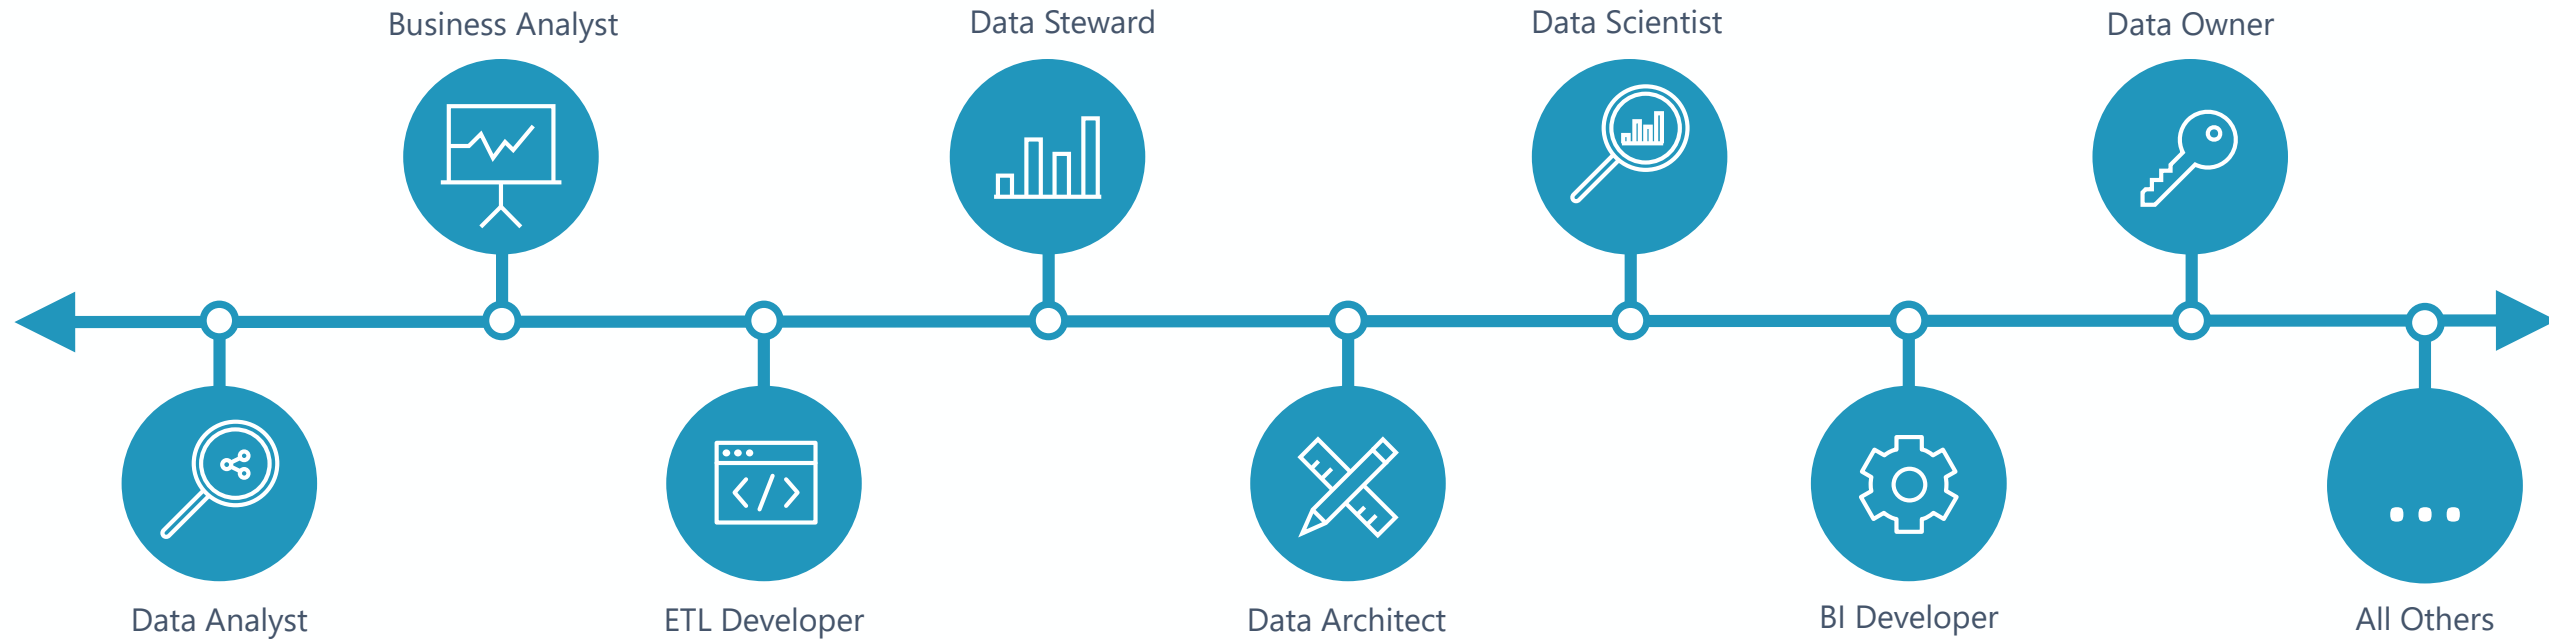 Business Analyst
Data Steward
Data Scientist
Data Owner
Data Analyst
ETL Developer
Data Architect
BI Developer
All Others